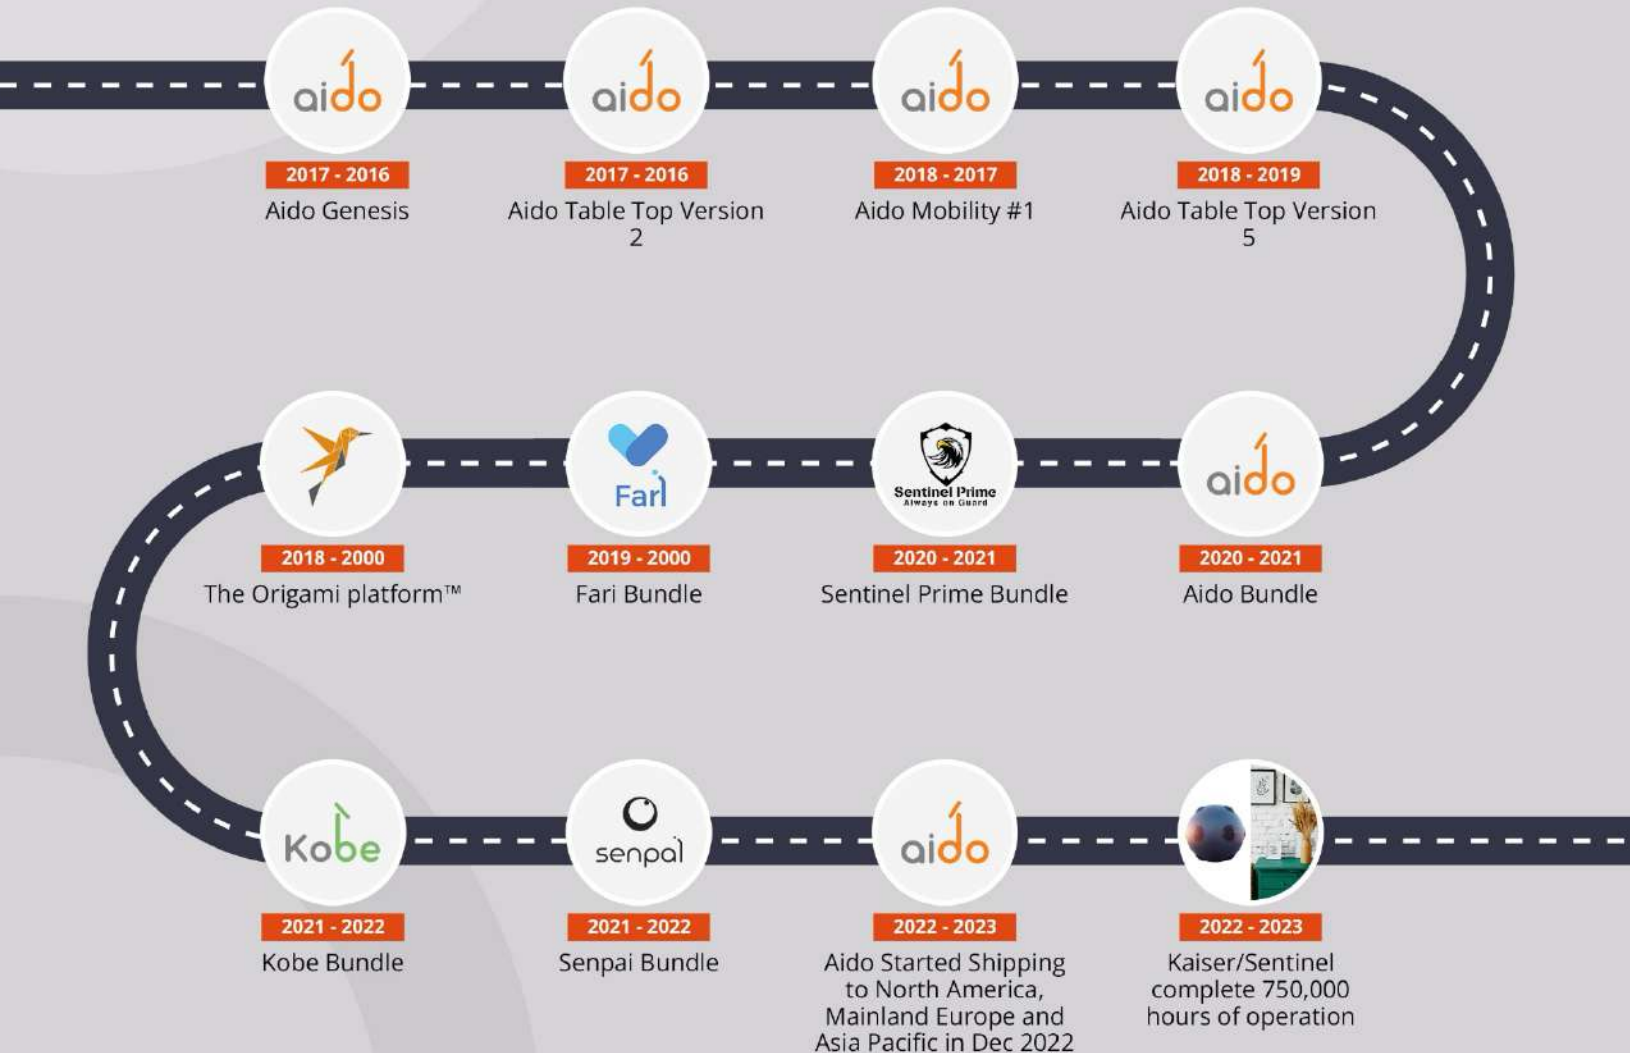 aido
aido
aido
aido
2017 - 2016
2017 - 2016
2018 - 2017
2018 - 2019
Aido Genesis
Aido Table Top Version
2
Aido Mobility #1
Aido Table Top Version
5
Fari
Sentinel Prime
Always on Guard
aido
2018 - 2000
2019 - 2000
2020 - 2021
2020 - 2021
The Origami platform™
Fari Bundle
Sentinel Prime Bundle
Aido Bundle
Kobe
senpai
aido
2021 - 2022
2021 - 2022
2022 - 2023
2022 - 2023
Kobe Bundle
Senpai Bundle
Aido Started Shipping
to North America,
Mainland Europe and
Asia Pacific in Dec 2022
Kaiser/Sentinel
complete 750,000
hours of operation